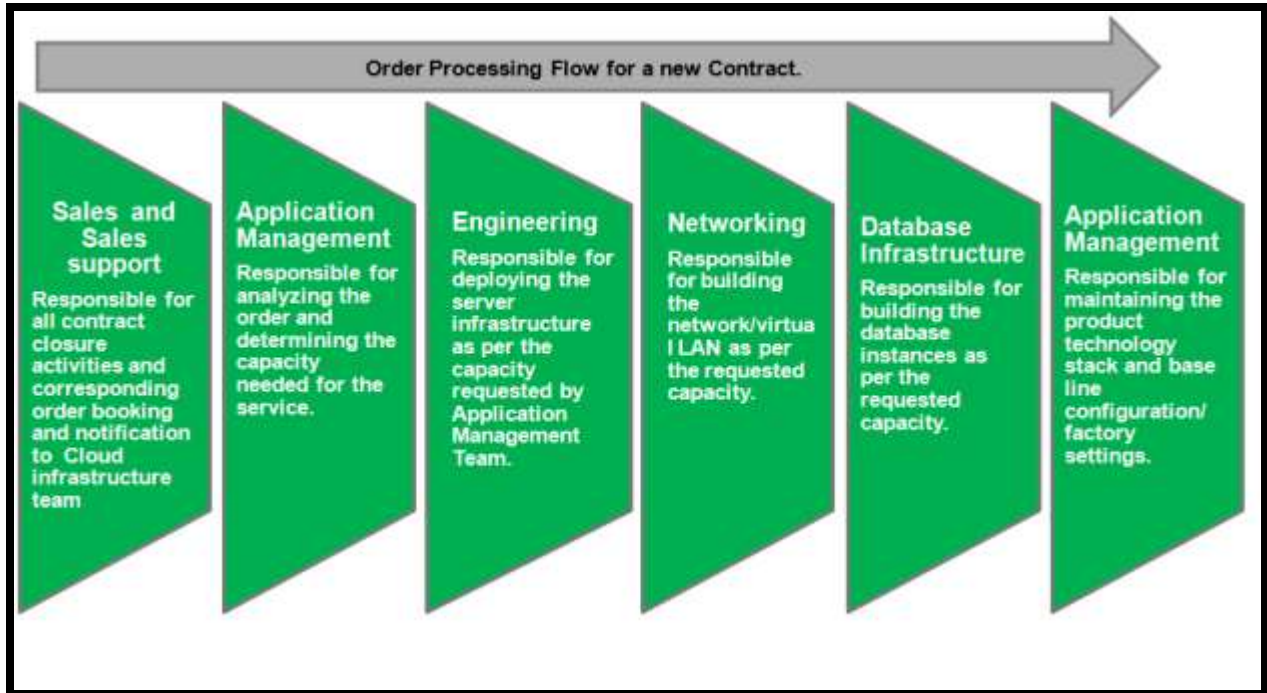 Order Processing Flow for a new Contract.
Sales and
Sales
support
Responsible for
all contract
closure
activities and
corresponding
order booking
and notification
to Cloud
infrastructure
team
Application
Management
Responsible for
analyzing the
order and
determining the
capacity
needed for the
service.
Engineering
Responsible for
deploying the
server
infrastructure
as per the
capacity
requested by
Application
Management
Team.
Networking
Responsible
for building
the
network/virtua
l LAN as per
the requested
capacity.
Database
Infrastructure
Responsible for
building the
database
instances as
per the
requested
capacity.
Application
Management
Responsible for
maintaining the
product
technology
stack and base
line
configuration/
factory
settings.